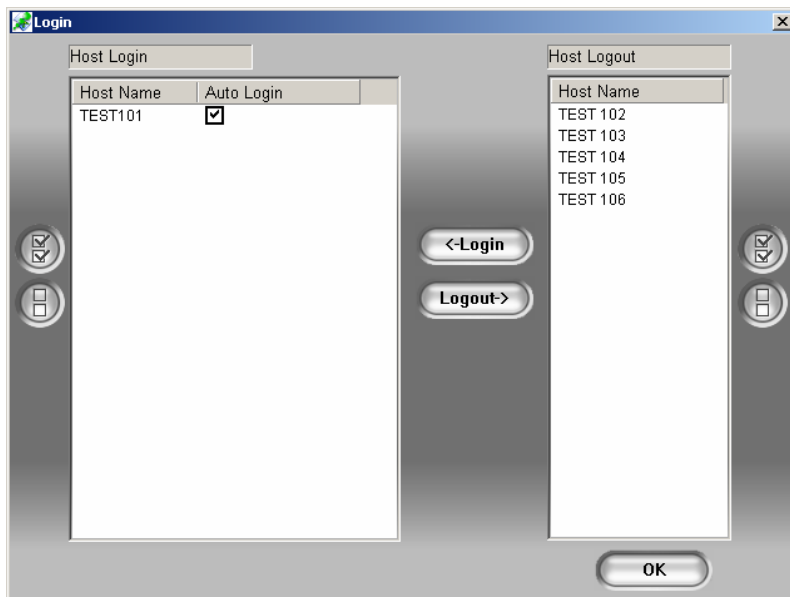 Login
Host Login
Host Logout
Host Name Auto Login
TEST101
Host Name
TEST 102
TEST 103
TEST 104
TEST 105
TEST 106
<-Login
Logout->
OK